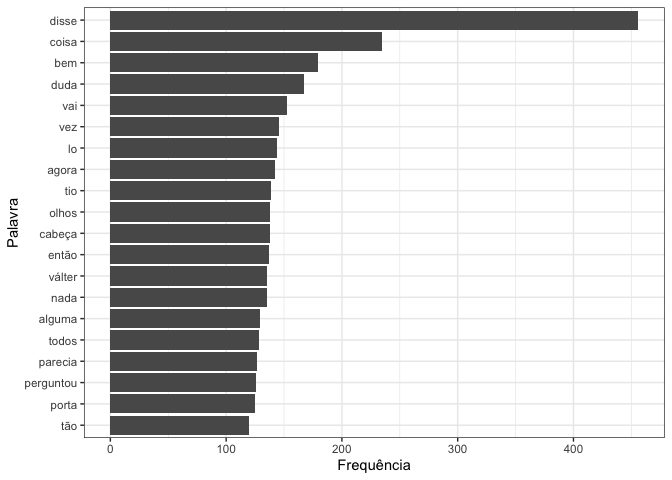 disse
coisa
bem
duda
vai
vez
lo
agora
tio
olhos
cabeça
então
válter
nada
alguma
todos
parecia
perguntou
porta
tão
Palavra
0 100 200 300 400
Frequência